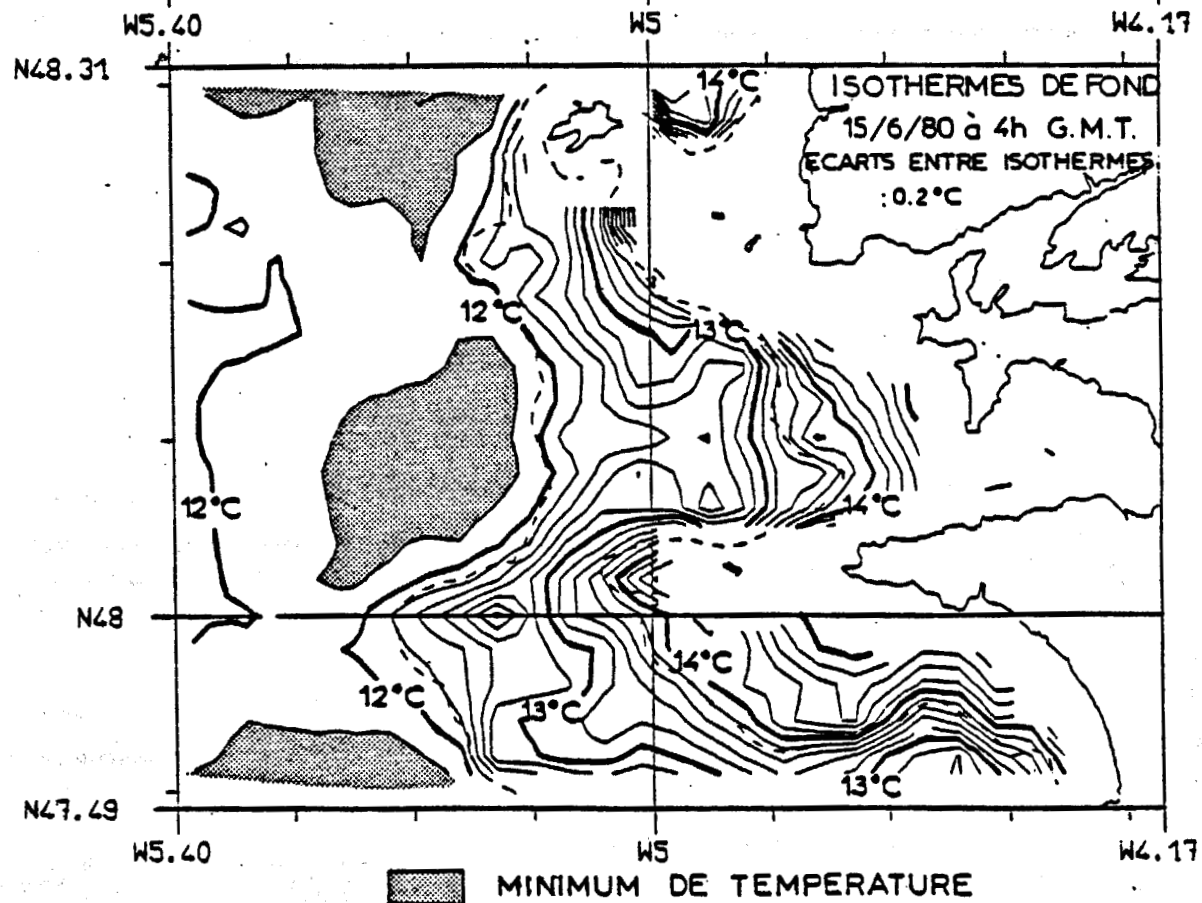 W5.40 W5 W4.17
N48.31
14°C
ISOTHERMES DE FOND
15/6/80 à 4h G.M.T.
ECARTS ENTRE ISOTHERMES
:0.2°C
12°C
13°C
12°C
14°C
N48
14°C
12°C
13°C
13°C
N47.49
W5.40 W5 W4.17
MINIMUM DE TEMPERATURE